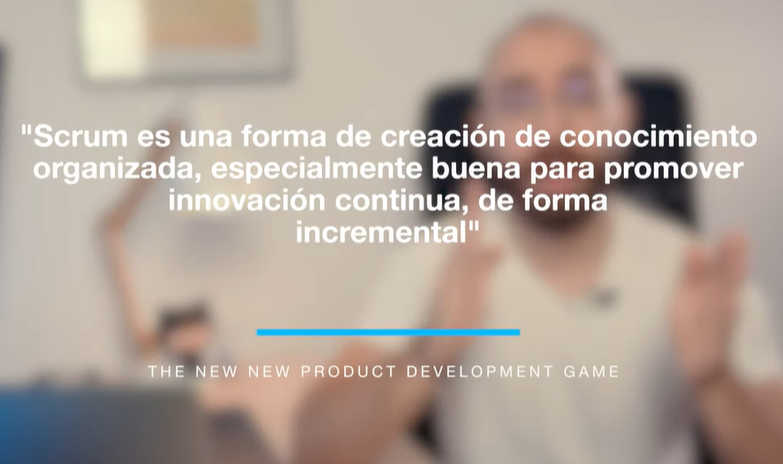 "Scrum es una forma de creación de conocimiento
organizada, especialmente buena para promover
innovación continua, de forma
incremental"
THE NEW NEW PRODUCT DEVELOPMENT GAME